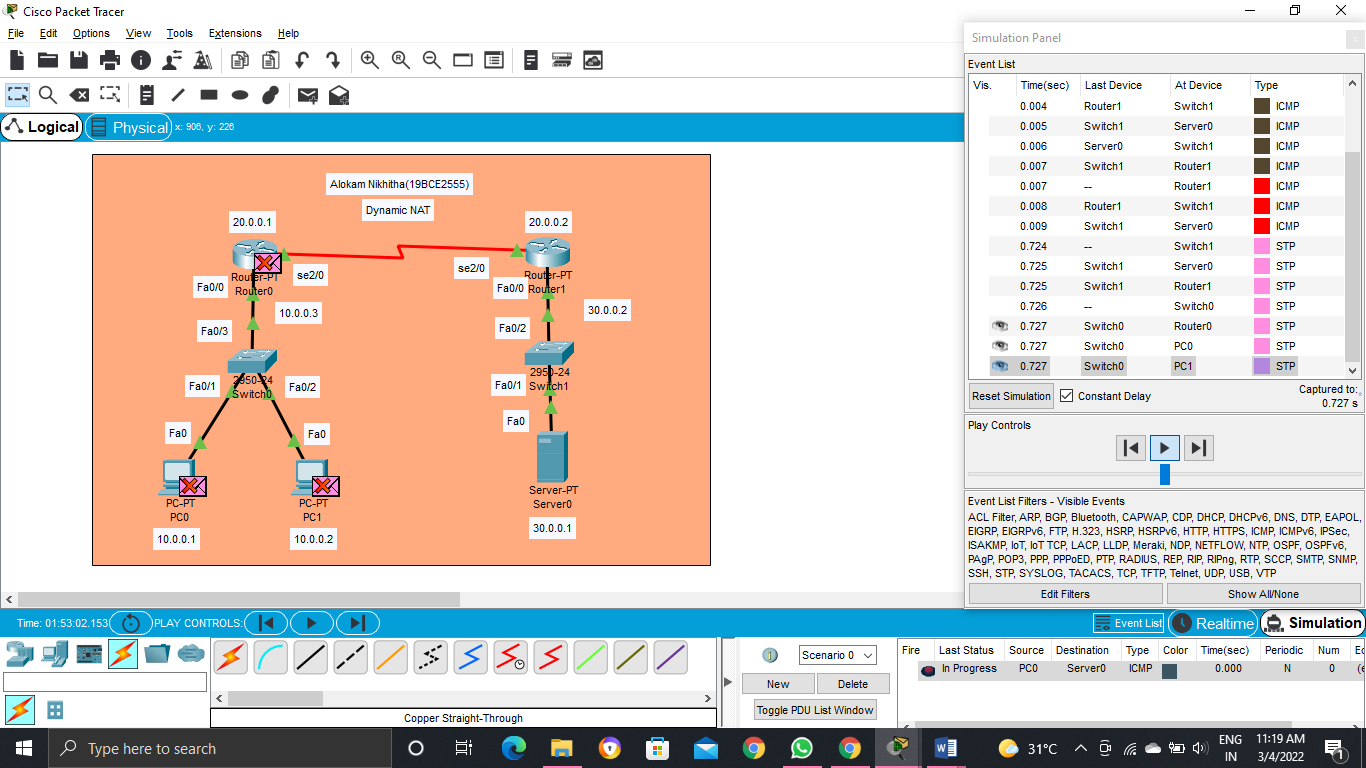 Cisco Packet Tracer
File Edit Options View Tools Extensions Help
Logical Physical x: 906, y: 226
Alokam Nikhitha(19BCE2555)
Dynamic NAT
20.0.0.1
20.0.0.2
Router-PT
Router0
se2/0
se2/0
Router-PT
Router1
Fa0/0
Fa0/0
10.0.0.3
30.0.0.2
Fa0/3
Fa0/2
2950-24
Switch0
2950-24
Switch1
Fa0/1
Fa0/2
Fa0/1
Fa0
Fa0
Fa0
PC-PT
PC0
PC-PT
PC1
Server-PT
Server0
10.0.0.1
10.0.0.2
30.0.0.1
Simulation Panel
Event List
Vis. Time(sec) Last Device At Device Type
0.004 Router1 Switch1 ICMP
0.005 Switch1 Server0 ICMP
0.006 Server0 Switch1 ICMP
0.007 Switch1 Router1 ICMP
0.007 -- Router1 ICMP
0.008 Router1 Switch1 ICMP
0.009 Switch1 Server0 ICMP
0.724 -- Switch1 STP
0.725 Switch1 Server0 STP
0.725 Switch1 Router1 STP
0.726 -- Switch0 STP
0.727 Switch0 Router0 STP
0.727 Switch0 PC0 STP
0.727 Switch0 PC1 STP
Reset Simulation Constant Delay Captured to:
0.727 s
Play Controls
Event List Filters - Visible Events
ACL Filter, ARP, BGP, Bluetooth, CAPWAP, CDP, DHCP, DHCPv6, DNS, DTP, EAPOL,
EIGRP, EIGRPv6, FTP, H.323, HSRP, HSRPv6, HTTP, HTTPS, ICMP, ICMPv6, IPSec,
ISAKMP, IoT, IoT TCP, LACP, LLDP, Meraki, NDP, NETFLOW, NTP, OSPF, OSPFv6,
PAgP, POP3, PPP, PPPoED, PTP, RADIUS, REP, RIP, RIPng, RTP, SCCP, SMTP, SNMP,
SSH, STP, SYSLOG, TACACS, TCP, TFTP, Telnet, UDP, USB, VTP
Edit Filters Show All/None
Time: 01:53:02.153 PLAY CONTROLS:
Event List Realtime Simulation
Copper Straight-Through
Scenario 0
New Delete
Toggle PDU List Window
Fire Last Status Source Destination Type Color Time(sec) Periodic Num Ed
In Progress PC0 Server0 ICMP 0.000 N 0 (e
Type here to search
31°C
ENG
IN
11:19 AM
3/4/2022
1